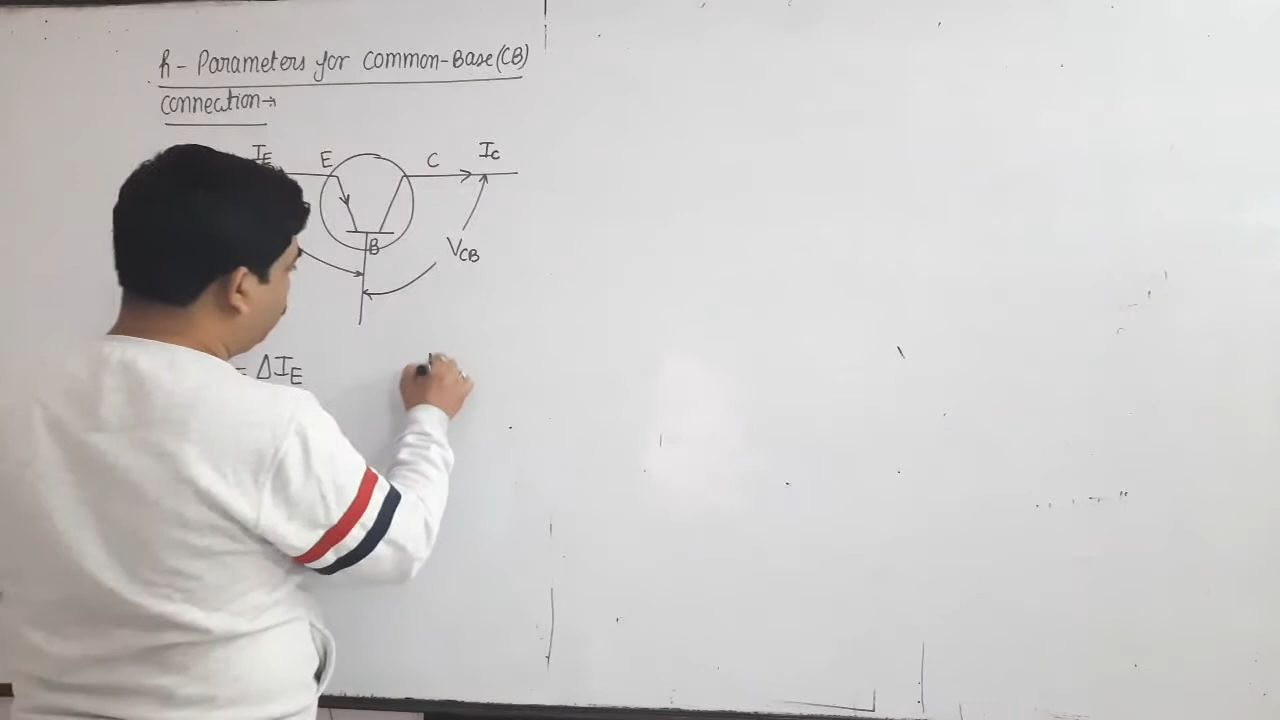 h - Parameters for Common-Base (CB)
Connection→
IE E C IC
B
VCB
= ΔIE